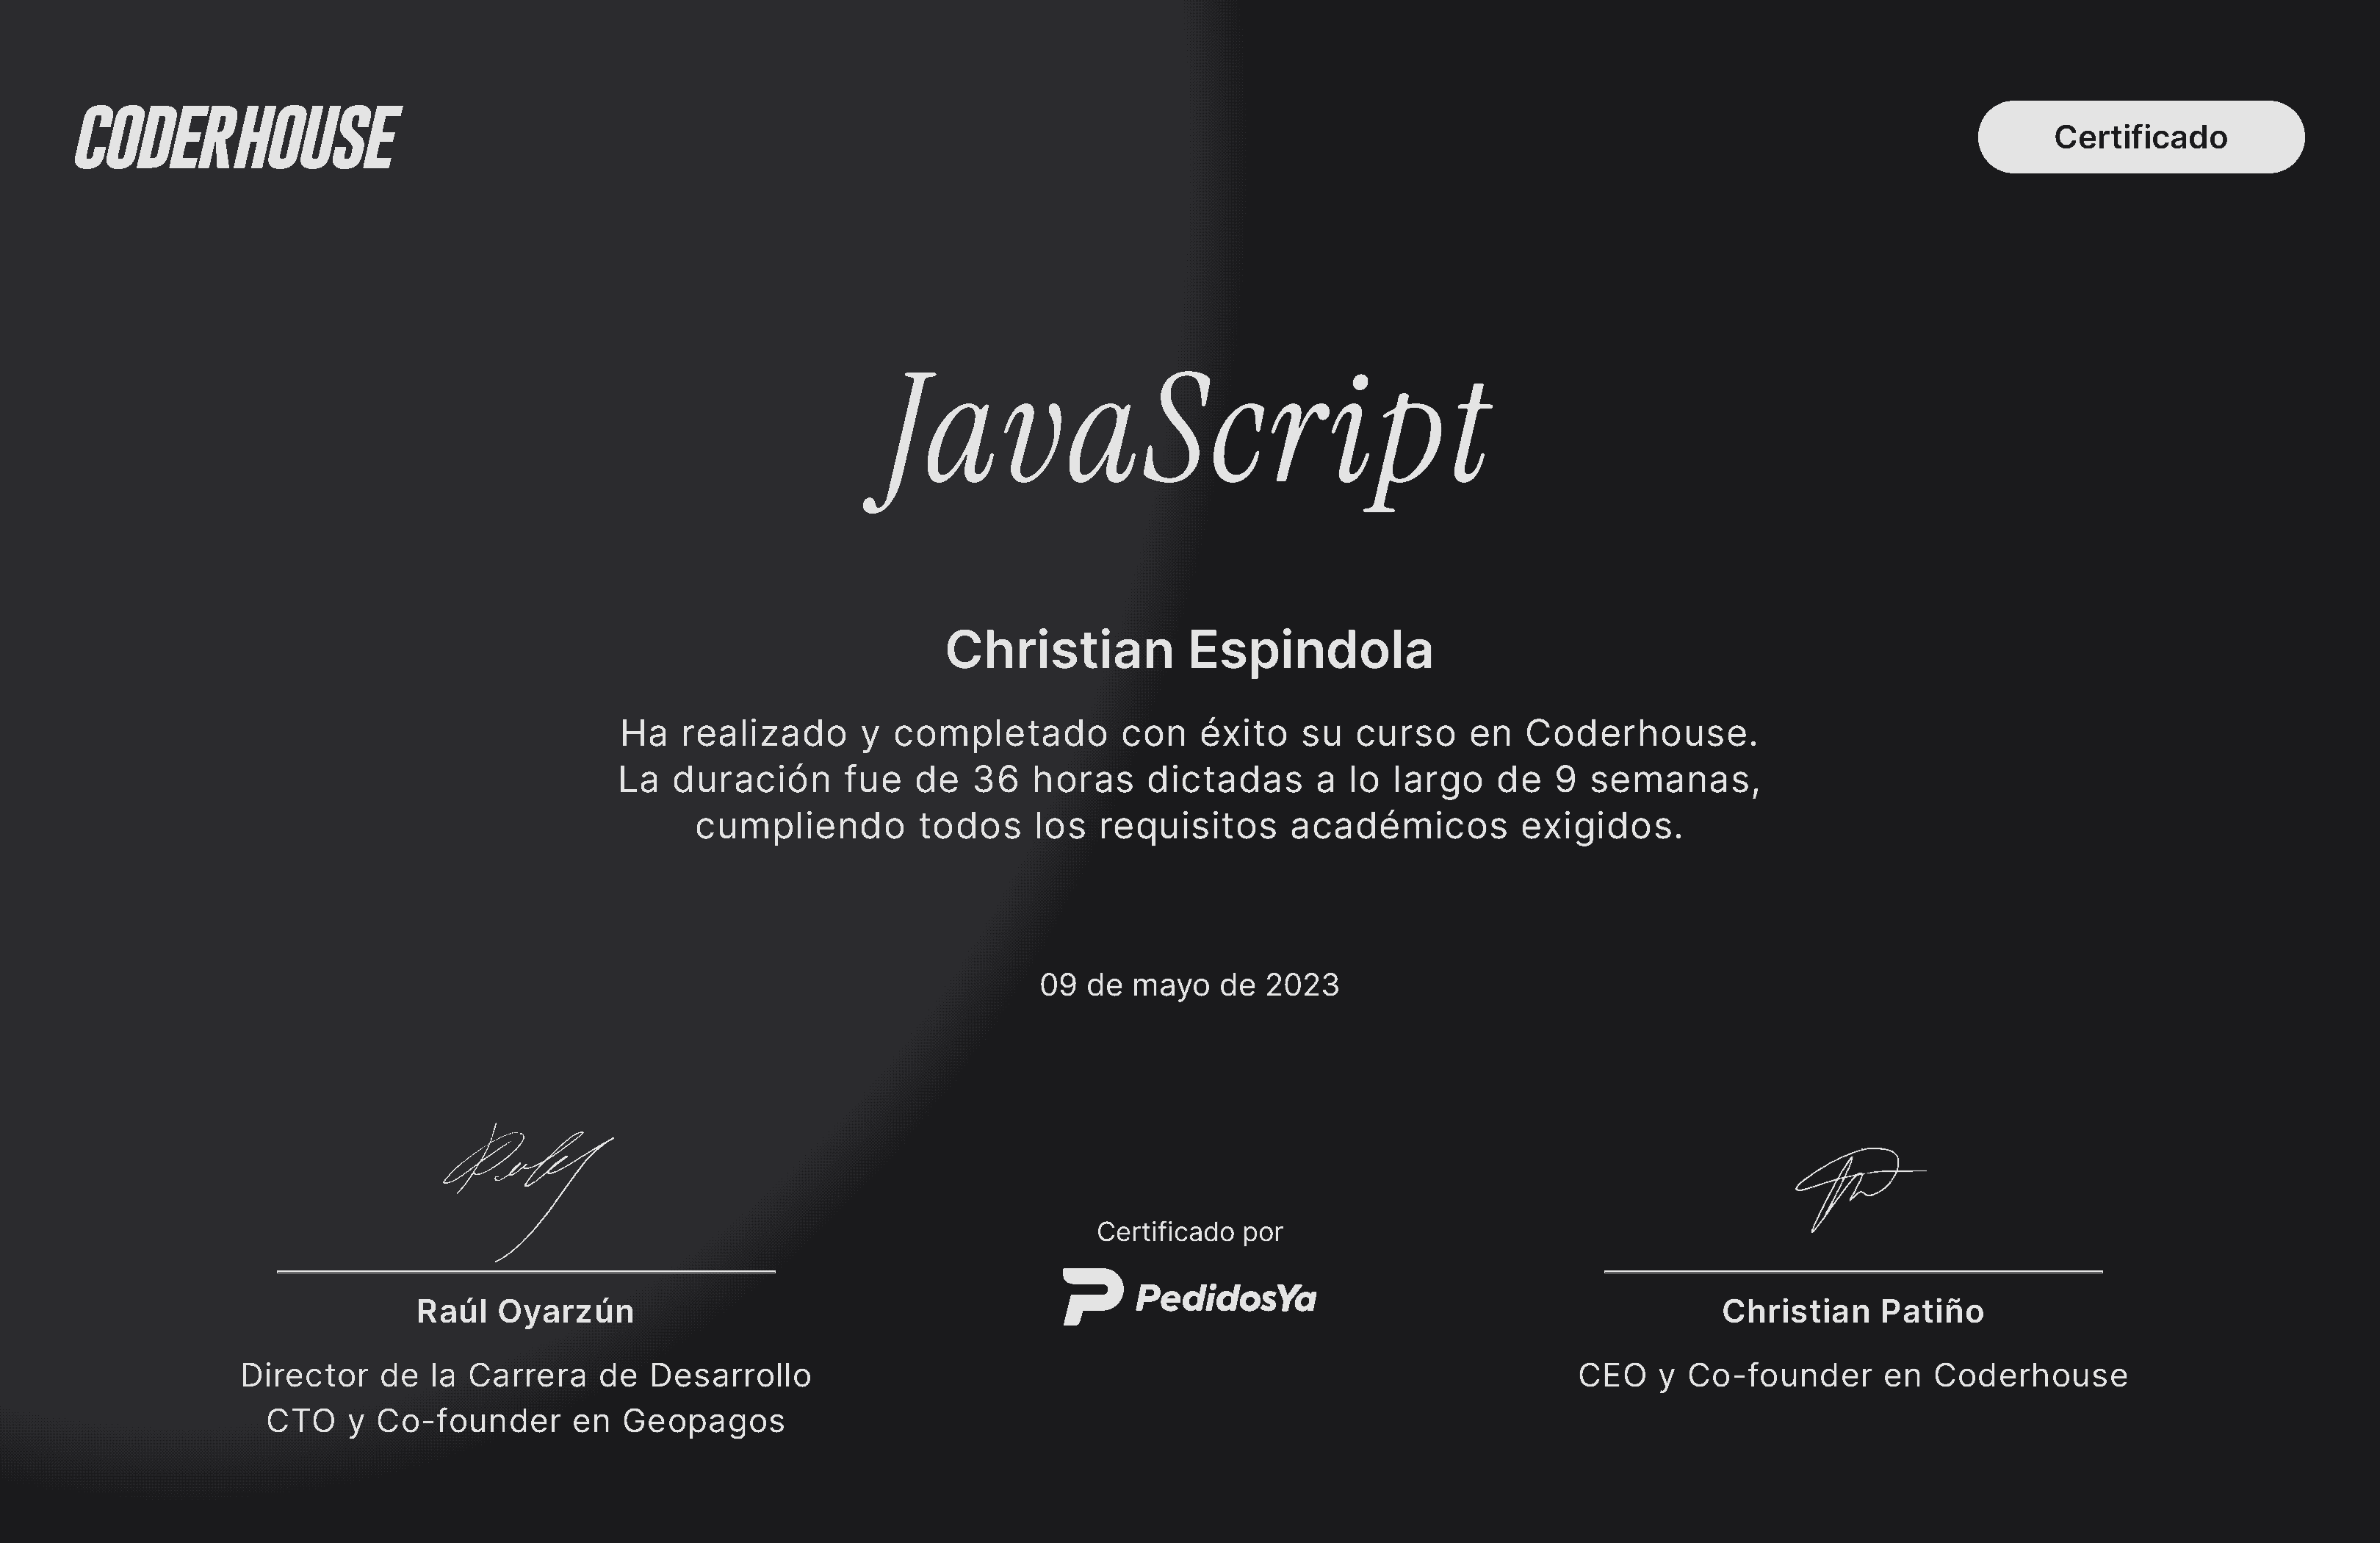 CODERHOUSE
Certificado
JavaScript
Christian Espindola
Ha realizado y completado con éxito su curso en Coderhouse.
La duración fue de 36 horas dictadas a lo largo de 9 semanas,
cumpliendo todos los requisitos académicos exigidos.
09 de mayo de 2023
Raúl Oyarzún
Director de la Carrera de Desarrollo
CTO y Co-founder en Geopagos
Certificado por
PedidosYa
Christian Patiño
CEO y Co-founder en Coderhouse